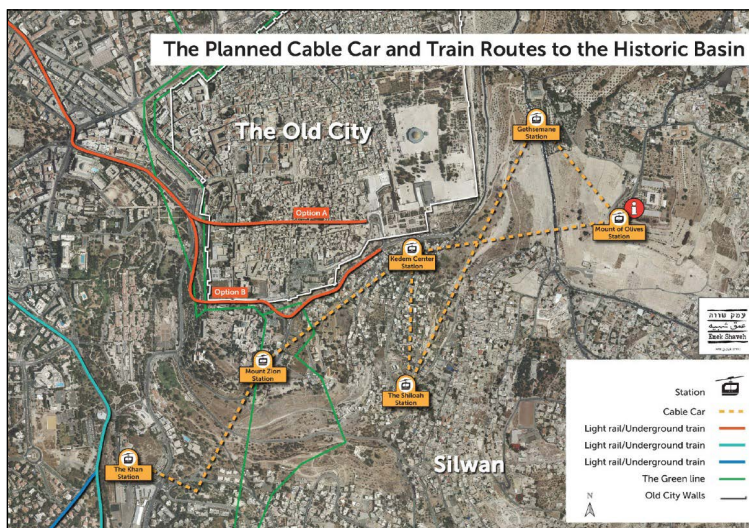 The Planned Cable Car and Train Routes to the Historic Basin
The Old City
Gethsemane
Station
Option A
Mount of Olives
Station
Kedem Center
Station
Option B
עמק שווה
عمق شبيه
Emek Shaveh
Mount Zion
Station
The Shiloah
Station
Station
Cable Car
Light rail/Underground train
Light rail/Underground train
Light rail/Underground train
The Green line
Old City Walls
N
The Khan
Station
Silwan